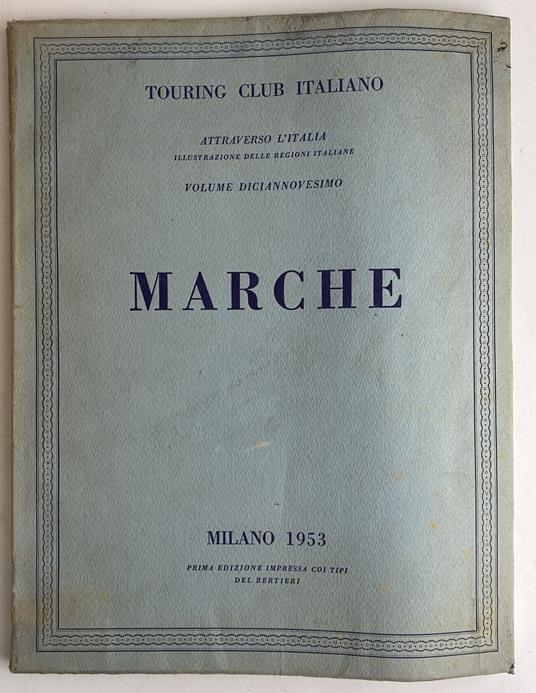 TOURING CLUB ITALIANO
ATTRAVERSO L'ITALIA
ILLUSTRAZIONE DELLE REGIONI ITALIANE
VOLUME DICIANNOVESIMO
MARCHE
MILANO 1953
PRIMA EDIZIONE IMPRESSA COI TIPI
DEL BERTIERI